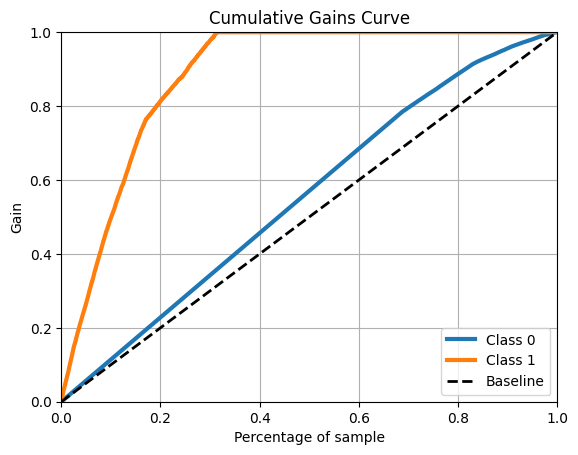 Cumulative Gains Curve
1.0
0.8
0.6
0.4
0.2
0.0
Gain
0.0 0.2 0.4 0.6 0.8 1.0
Percentage of sample
Class 0
Class 1
Baseline